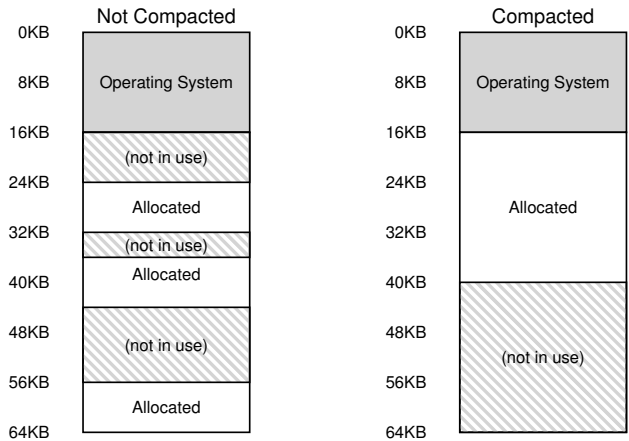 Not Compacted
0KB
8KB
Operating System
16KB
(not in use)
24KB
Allocated
32KB
(not in use)
Allocated
40KB
48KB
(not in use)
56KB
Allocated
64KB
Compacted
0KB
8KB
Operating System
16KB
24KB
Allocated
32KB
40KB
48KB
(not in use)
56KB
64KB